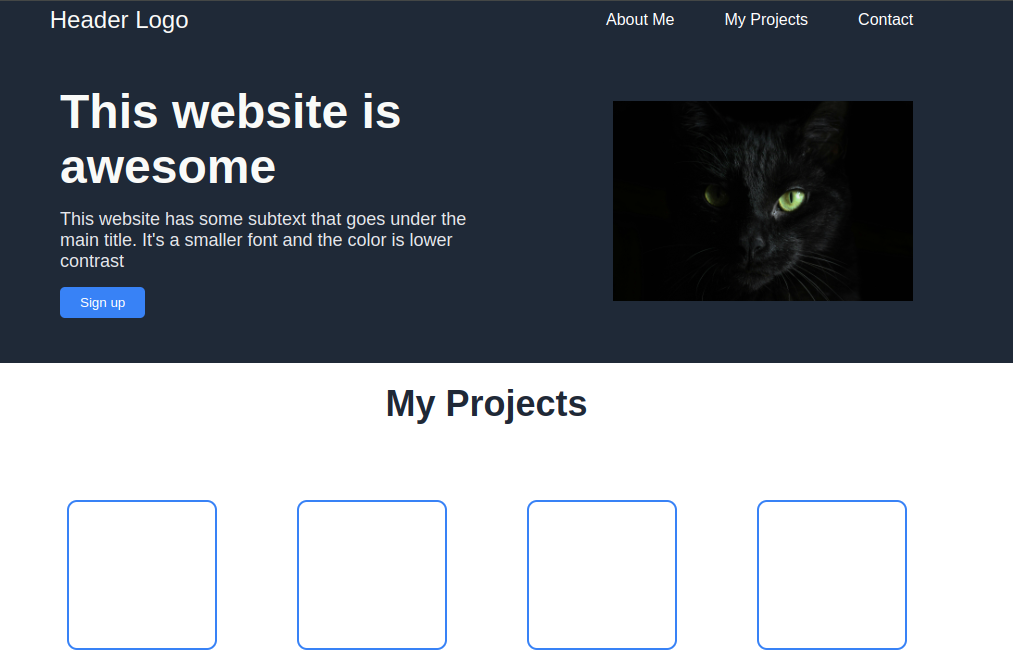 Header Logo
About Me
My Projects
Contact
This website is
awesome
This website has some subtext that goes under the
main title. It's a smaller font and the color is lower
contrast
Sign up
My Projects